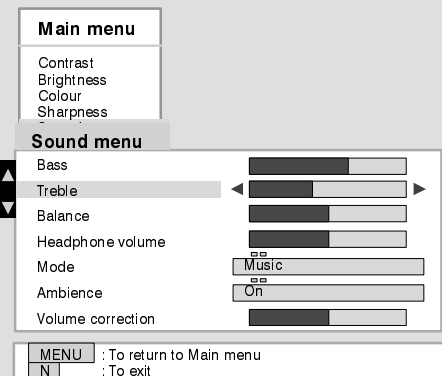 Main menu
Contrast
Brightness
Colour
Sharpness
Sound menu
Bass
Treble
Balance
Headphone volume
Mode Music
Ambience On
Volume correction
MENU : To return to Main menu
N : To exit